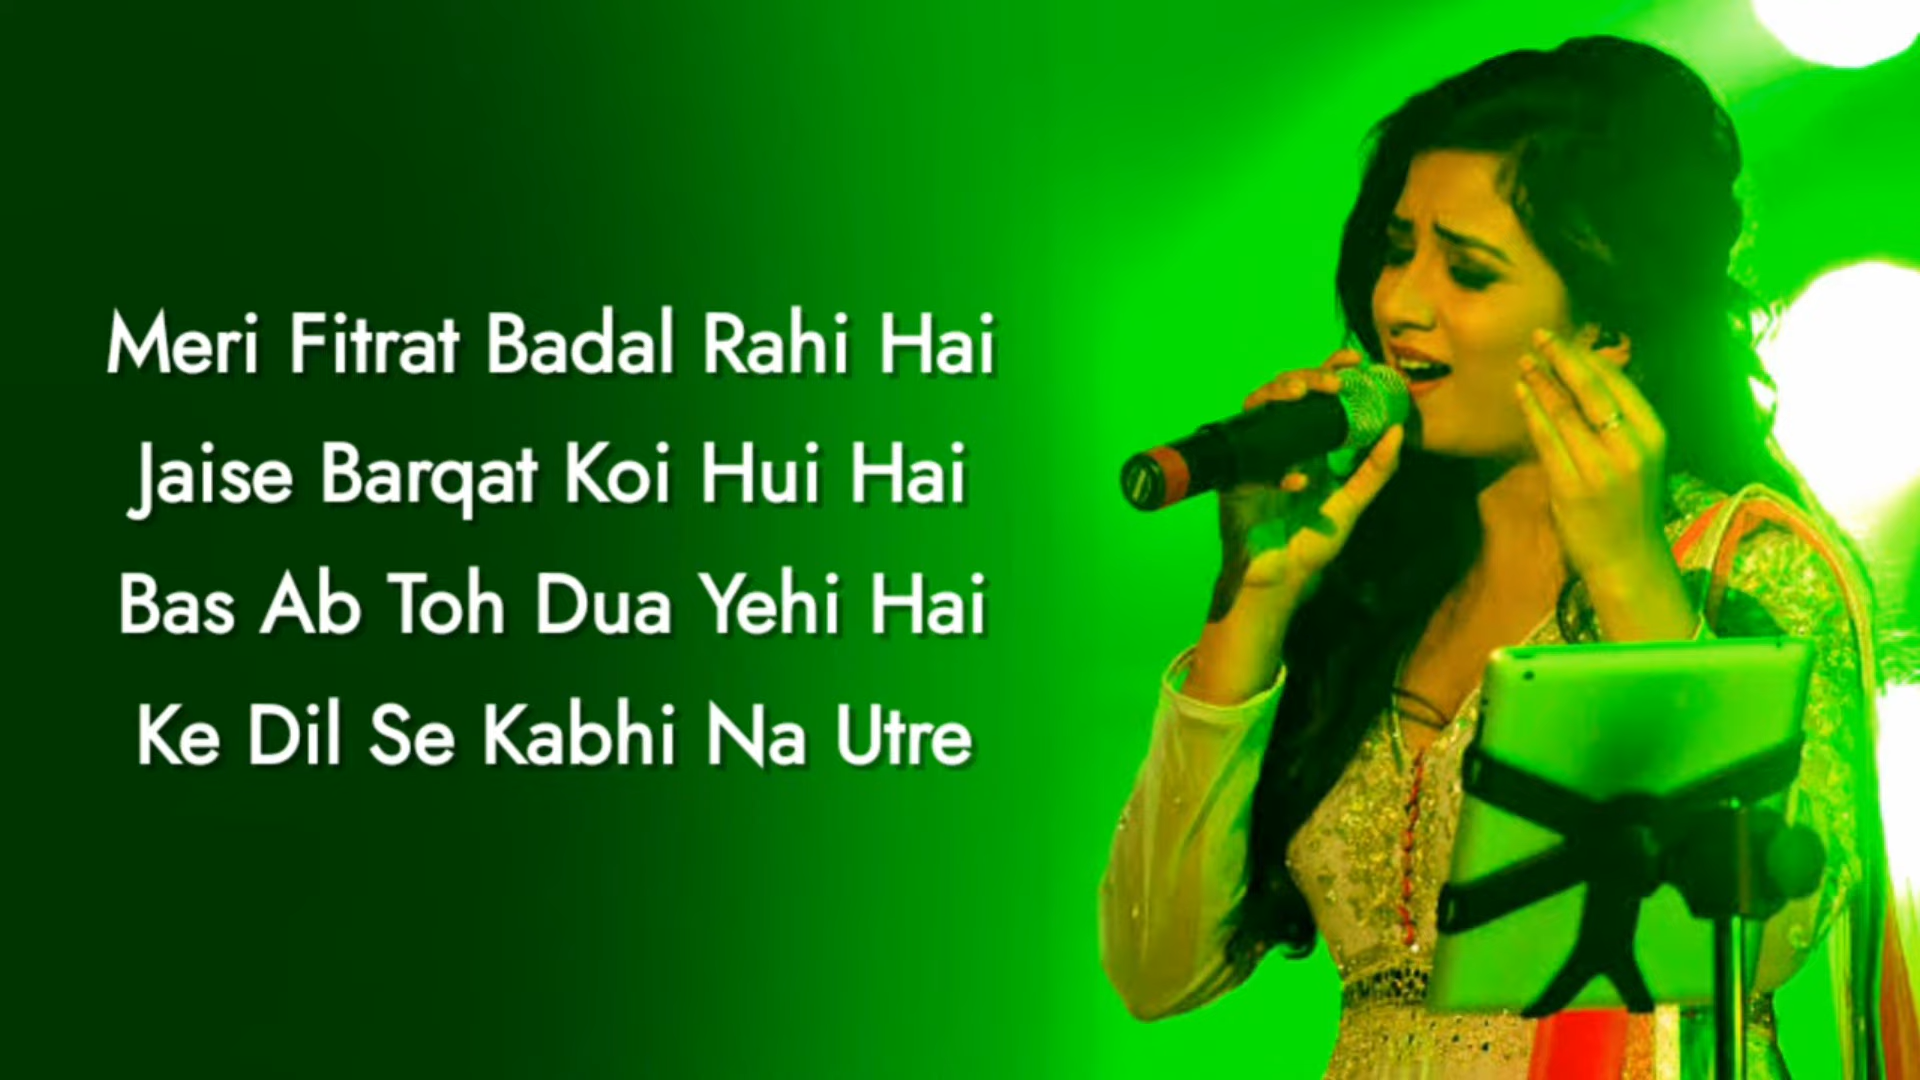 Meri Fitrat Badal Rahi Hai
Jaise Barqat Koi Hui Hai
Bas Ab Toh Dua Yehi Hai
Ke Dil Se Kabhi Na Utre